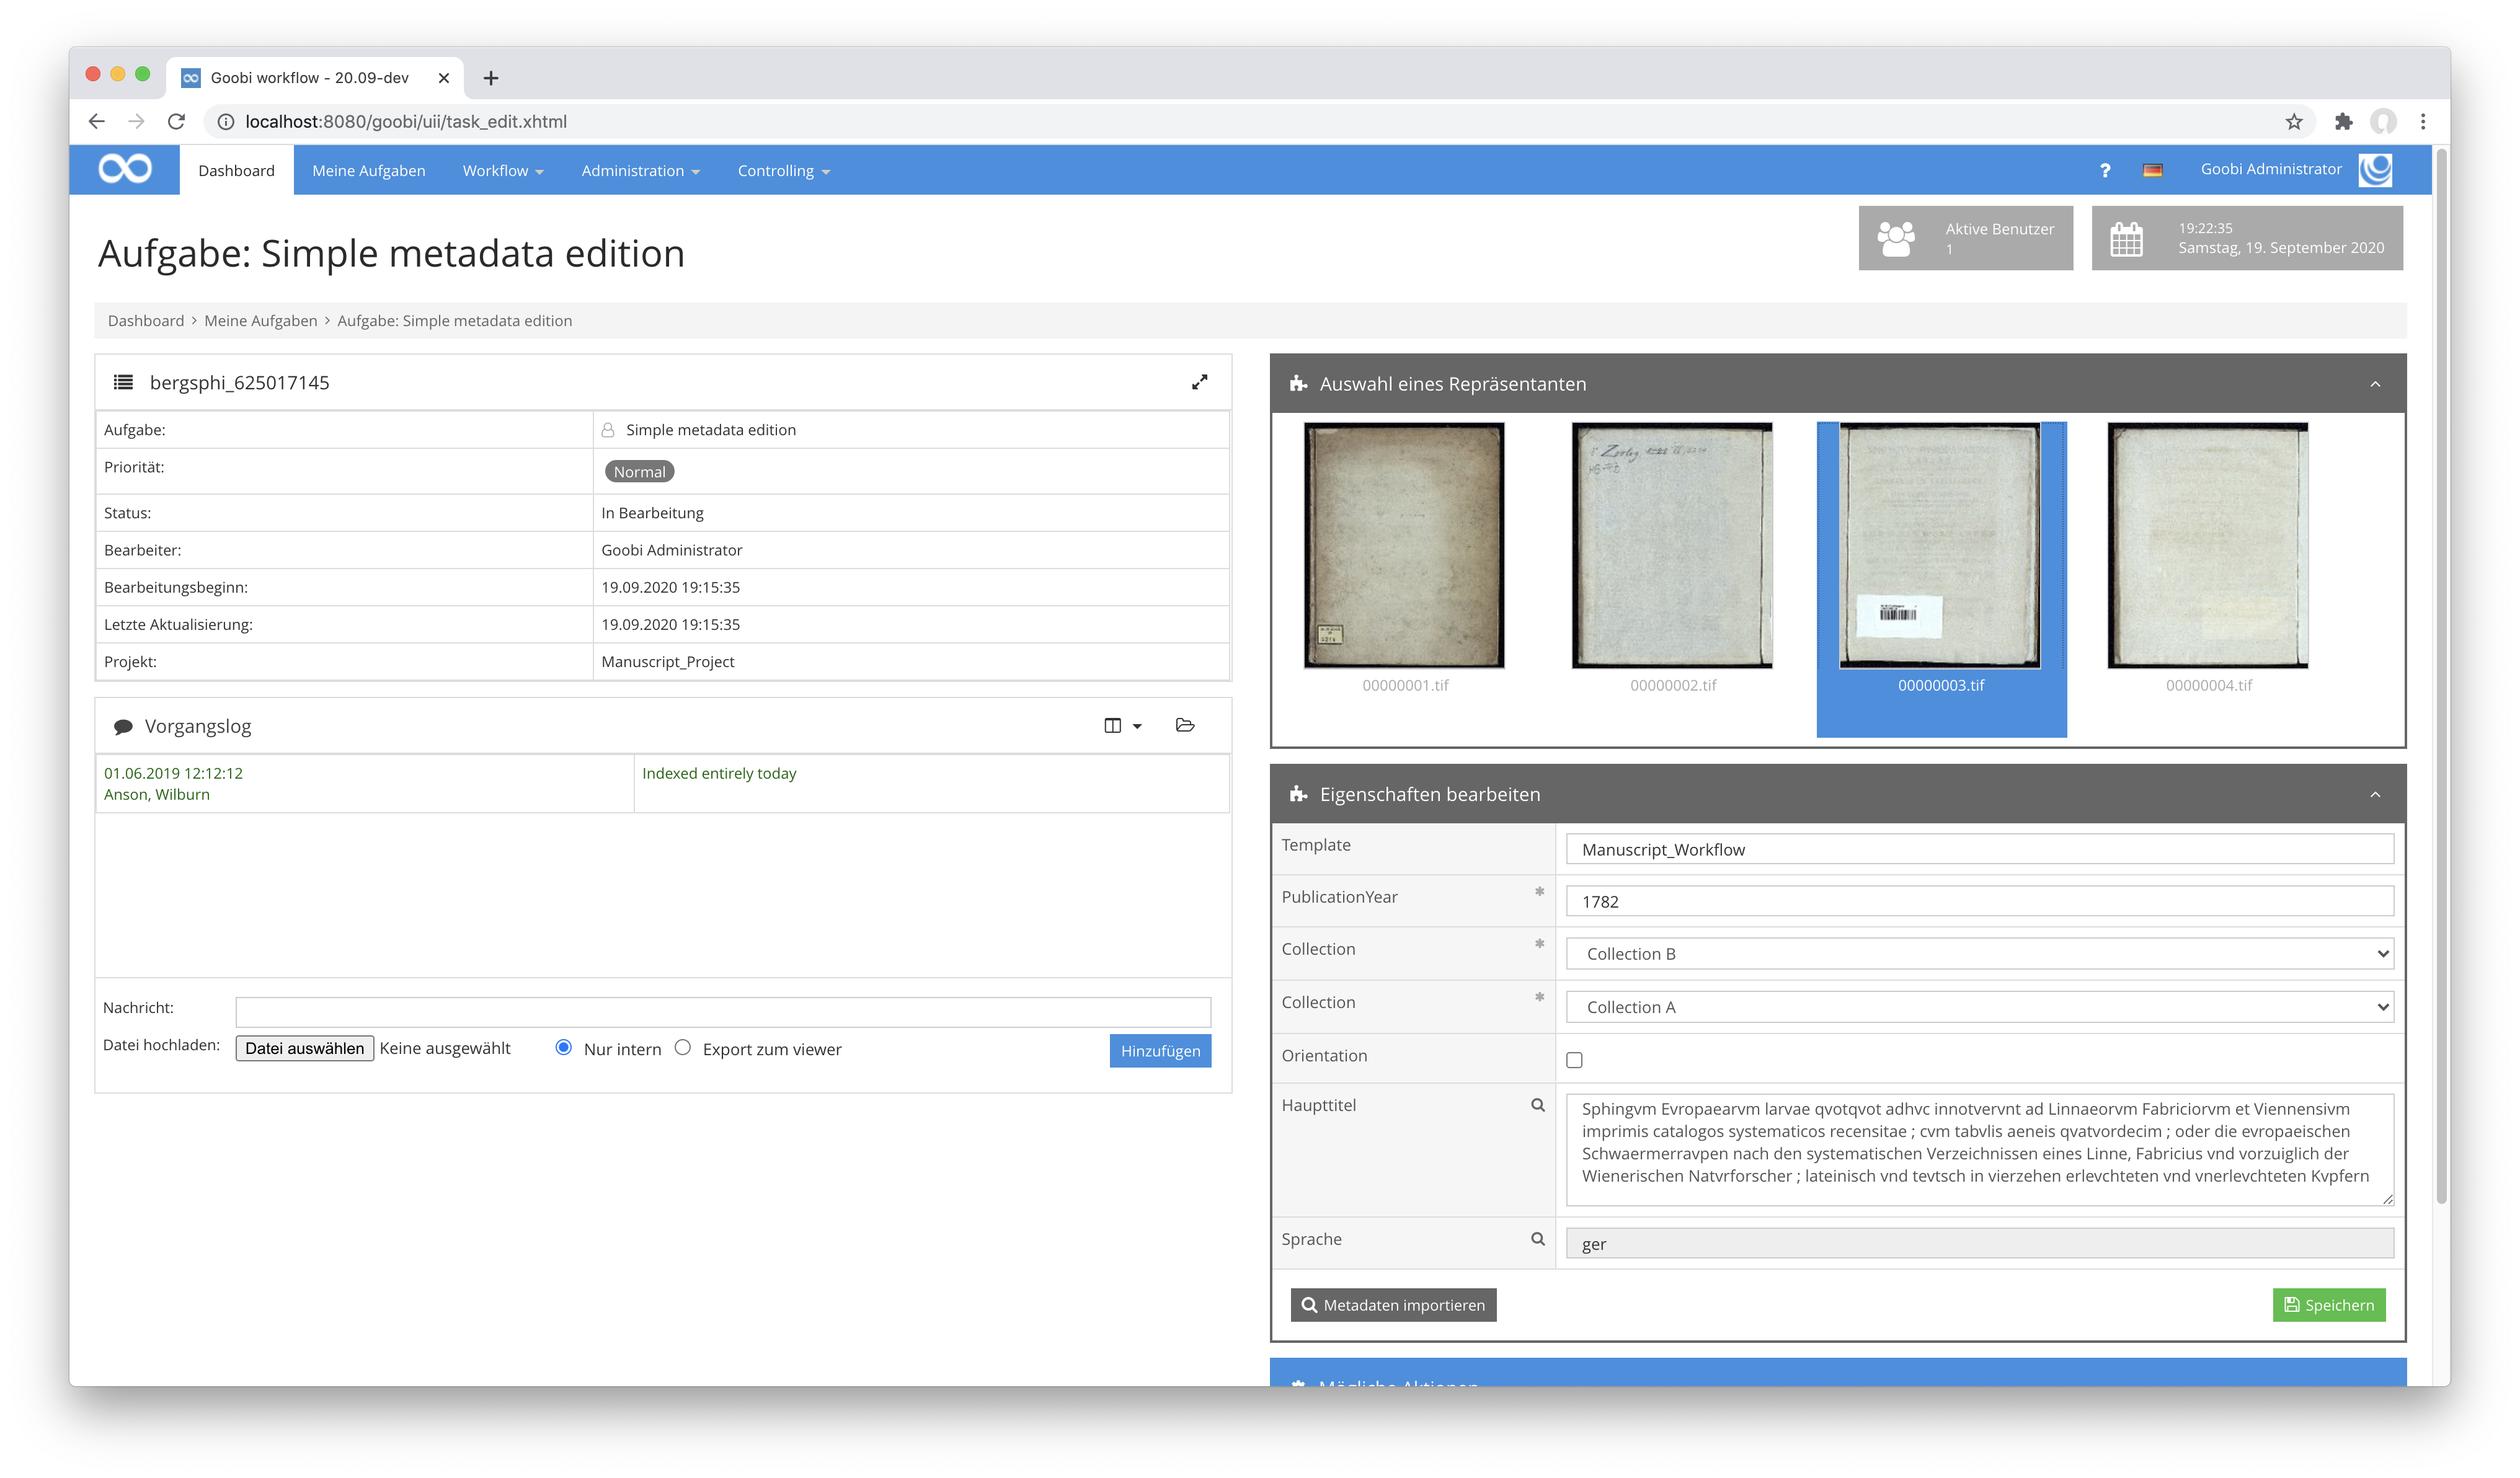 Goobi workflow - 20.09-dev
localhost:8080/goobi/uii/task_edit.xhtml
Dashboard
Meine Aufgaben
Workflow
Administration
Controlling
?
Goobi Administrator
Aufgabe: Simple metadata edition
Aktive Benutzer
1
19:22:35
Samstag, 19. September 2020
Dashboard > Meine Aufgaben > Aufgabe: Simple metadata edition
bergsphi_625017145
Aufgabe: Simple metadata edition
Priorität: Normal
Status: In Bearbeitung
Bearbeiter: Goobi Administrator
Bearbeitungsbeginn: 19.09.2020 19:15:35
Letzte Aktualisierung: 19.09.2020 19:15:35
Projekt: Manuscript_Project
Vorgangslog
01.06.2019 12:12:12
Anson, Wilburn
Indexed entirely today
Nachricht:
Datei hochladen: Datei auswählen Keine ausgewählt Nur intern Export zum viewer Hinzufügen
Auswahl eines Repräsentanten
00000001.tif
00000002.tif
00000003.tif
00000004.tif
Eigenschaften bearbeiten
Template Manuscript_Workflow
PublicationYear * 1782
Collection * Collection B
Collection * Collection A
Orientation
Haupttitel
Sphingvm Evropaearvm larvae qvotqvot adhvc innotvervnt ad Linnaeorvm Fabriciorvm et Viennensivm
imprimis catalogos systematicos recensitae ; cvm tabvlis aeneis qvatvordecim ; oder die evropaeischen
Schwaermerravpen nach den systematischen Verzeichnissen eines Linne, Fabricius vnd vorzuiglich der
Wienerischen Natvrforscher ; lateinisch vnd tevtsch in vierzehen erlevchteten vnd vnerlevchteten Kvpfern
Sprache ger
Metadaten importieren
Speichern
Mögliche Aktionen